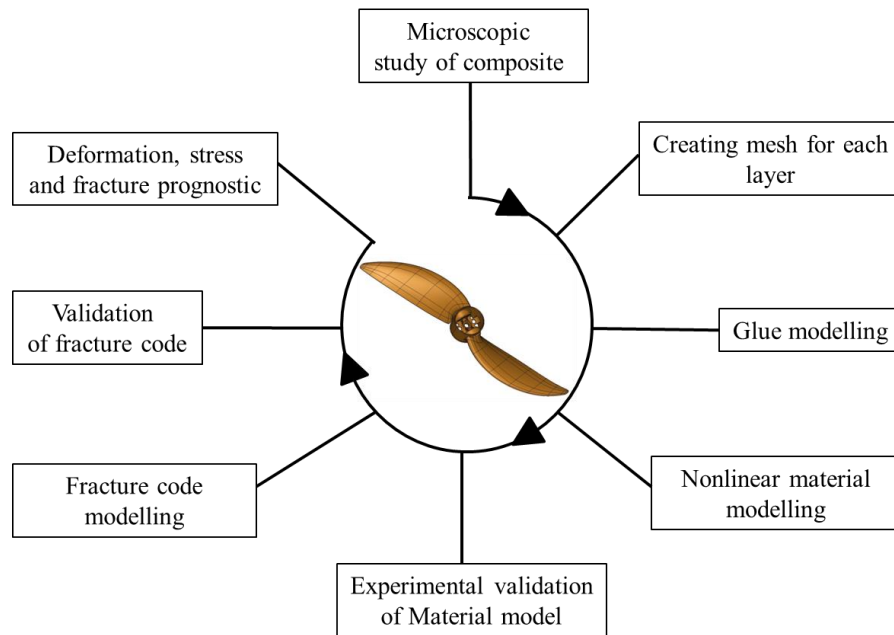 Microscopic
study of composite
Creating mesh for each
layer
Glue modelling
Nonlinear material
modelling
Experimental validation
of Material model
Fracture code
modelling
Validation
of fracture code
Deformation, stress
and fracture prognostic